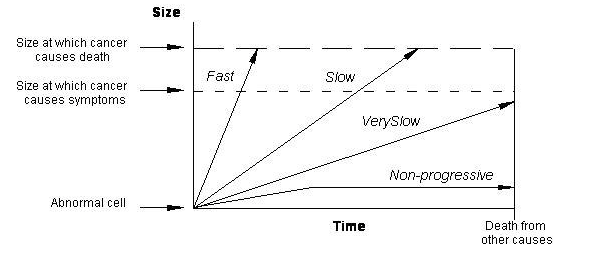 Size
Size at which cancer
causes death
Fast
Slow
Size at which cancer
causes symptoms
VerySlow
Non-progressive
Abnormal cell
Time
Death from
other causes